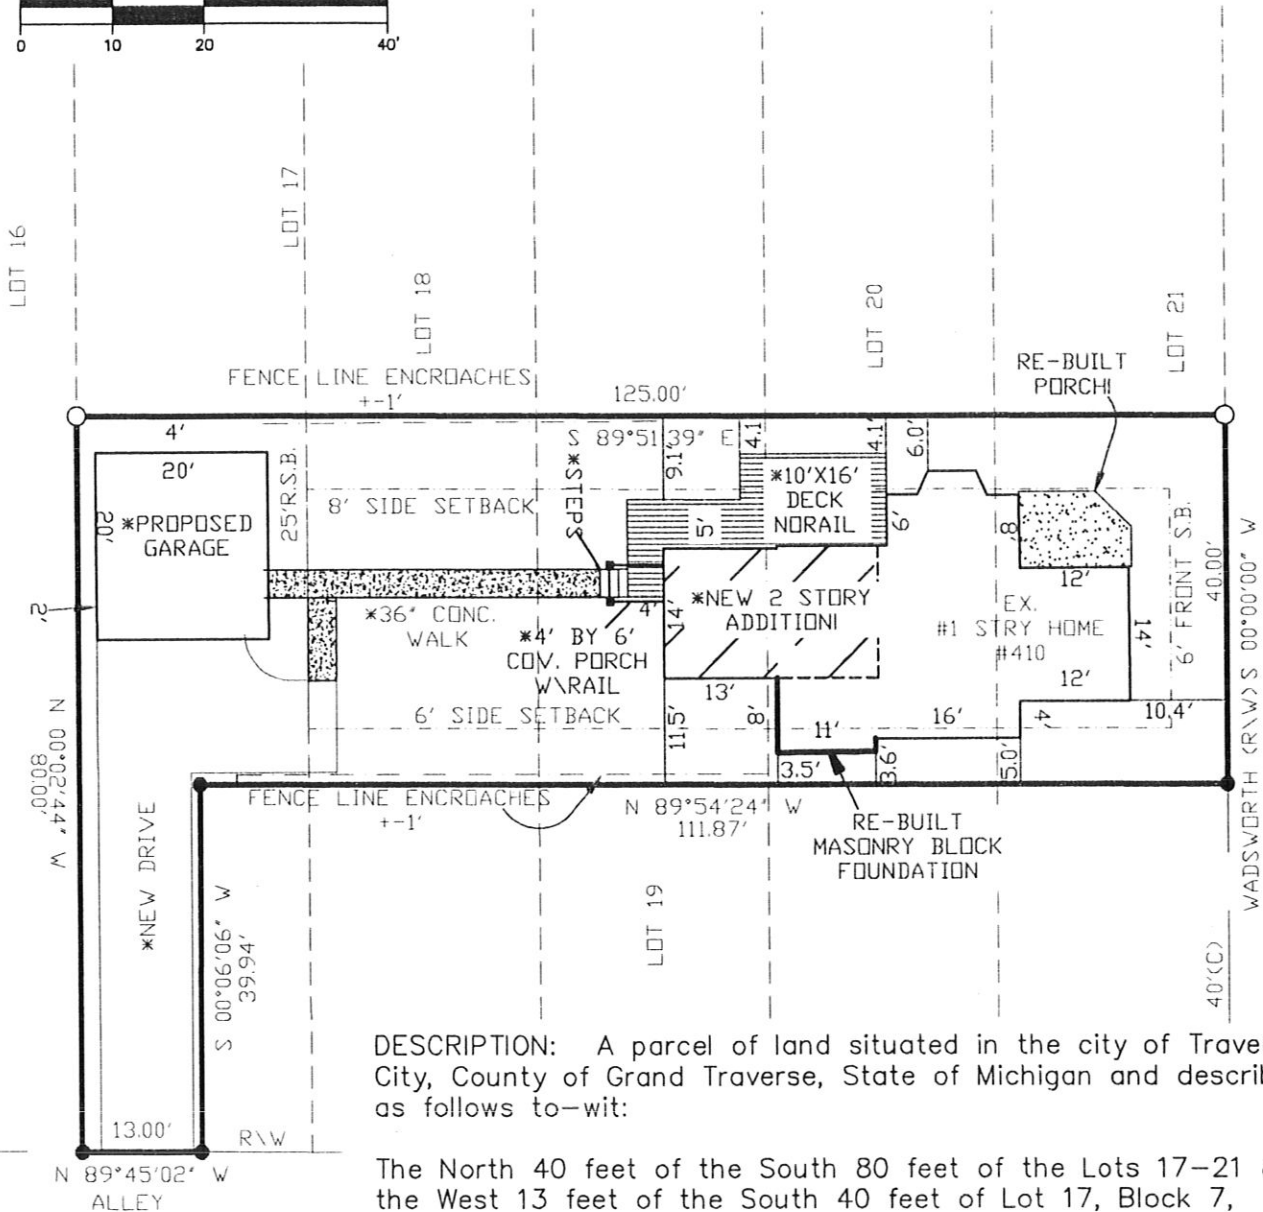 0 10 20 40'
LOT 16
LOT 17
LOT 18
LOT 20
LOT 21
RE-BUILT
PORCH!
FENCE LINE ENCROACHES
+-1'
125.00'
S 89°51'39" E
4'
20'
20'
*PROPOSED
GARAGE
25'R.S.B.
8' SIDE SETBACK
*STEPS
9.1'
4.1'
4.1'
6.0'
*10'X16'
DECK
NORAIL
5'
6'
8'
12'
6' FRONT S.B.
40.00'
WADSWORTH (R\W)S 00°00'00" W
2'
*36" CONC.
WALK
*4' BY 6'
COV. PORCH
W\RAIL
4'
14'
*NEW 2 STORY
ADDITION!
EX.
#1 STRY HOME
#410
14'
12'
13'
6' SIDE SETBACK
11.5'
8'
11'
16'
4'
10.4'
3.5'
3.6'
5.0'
N 00°02'44" W
80.00'
FENCE LINE ENCROACHES
+-1'
N 89°54'24" W
111.87'
RE-BUILT
MASONRY BLOCK
FOUNDATION
*NEW DRIVE
S 00°06'06" W
39.94'
LOT 19
40'(C)
13.00'
R\W
N 89°45'02" W
ALLEY
DESCRIPTION: A parcel of land situated in the city of Trave
City, County of Grand Traverse, State of Michigan and describ
as follows to-wit:
The North 40 feet of the South 80 feet of the Lots 17-21
the West 13 feet of the South 40 feet of Lot 17, Block 7,